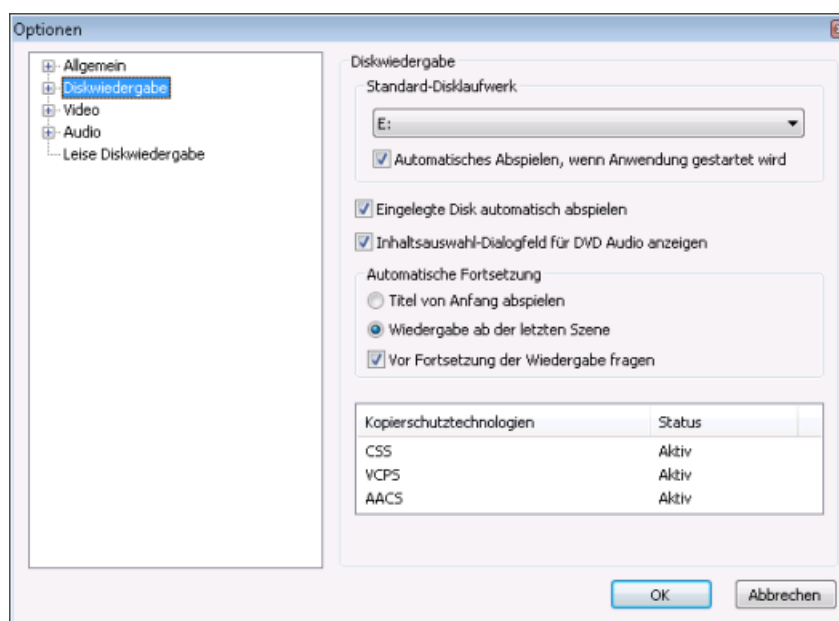 Optionen
Allgemein
Diskwiedergabe
Video
Audio
Leise Diskwiedergabe
Diskwiedergabe
Standard-Disklaufwerk
E:
Automatisches Abspielen, wenn Anwendung gestartet wird
Eingelegte Disk automatisch abspielen
Inhaltsauswahl-Dialogfeld für DVD Audio anzeigen
Automatische Fortsetzung
Titel von Anfang abspielen
Wiedergabe ab der letzten Szene
Vor Fortsetzung der Wiedergabe fragen
Kopierschutztechnologien Status
CSS Aktiv
VCPS Aktiv
AACS Aktiv
OK Abbrechen